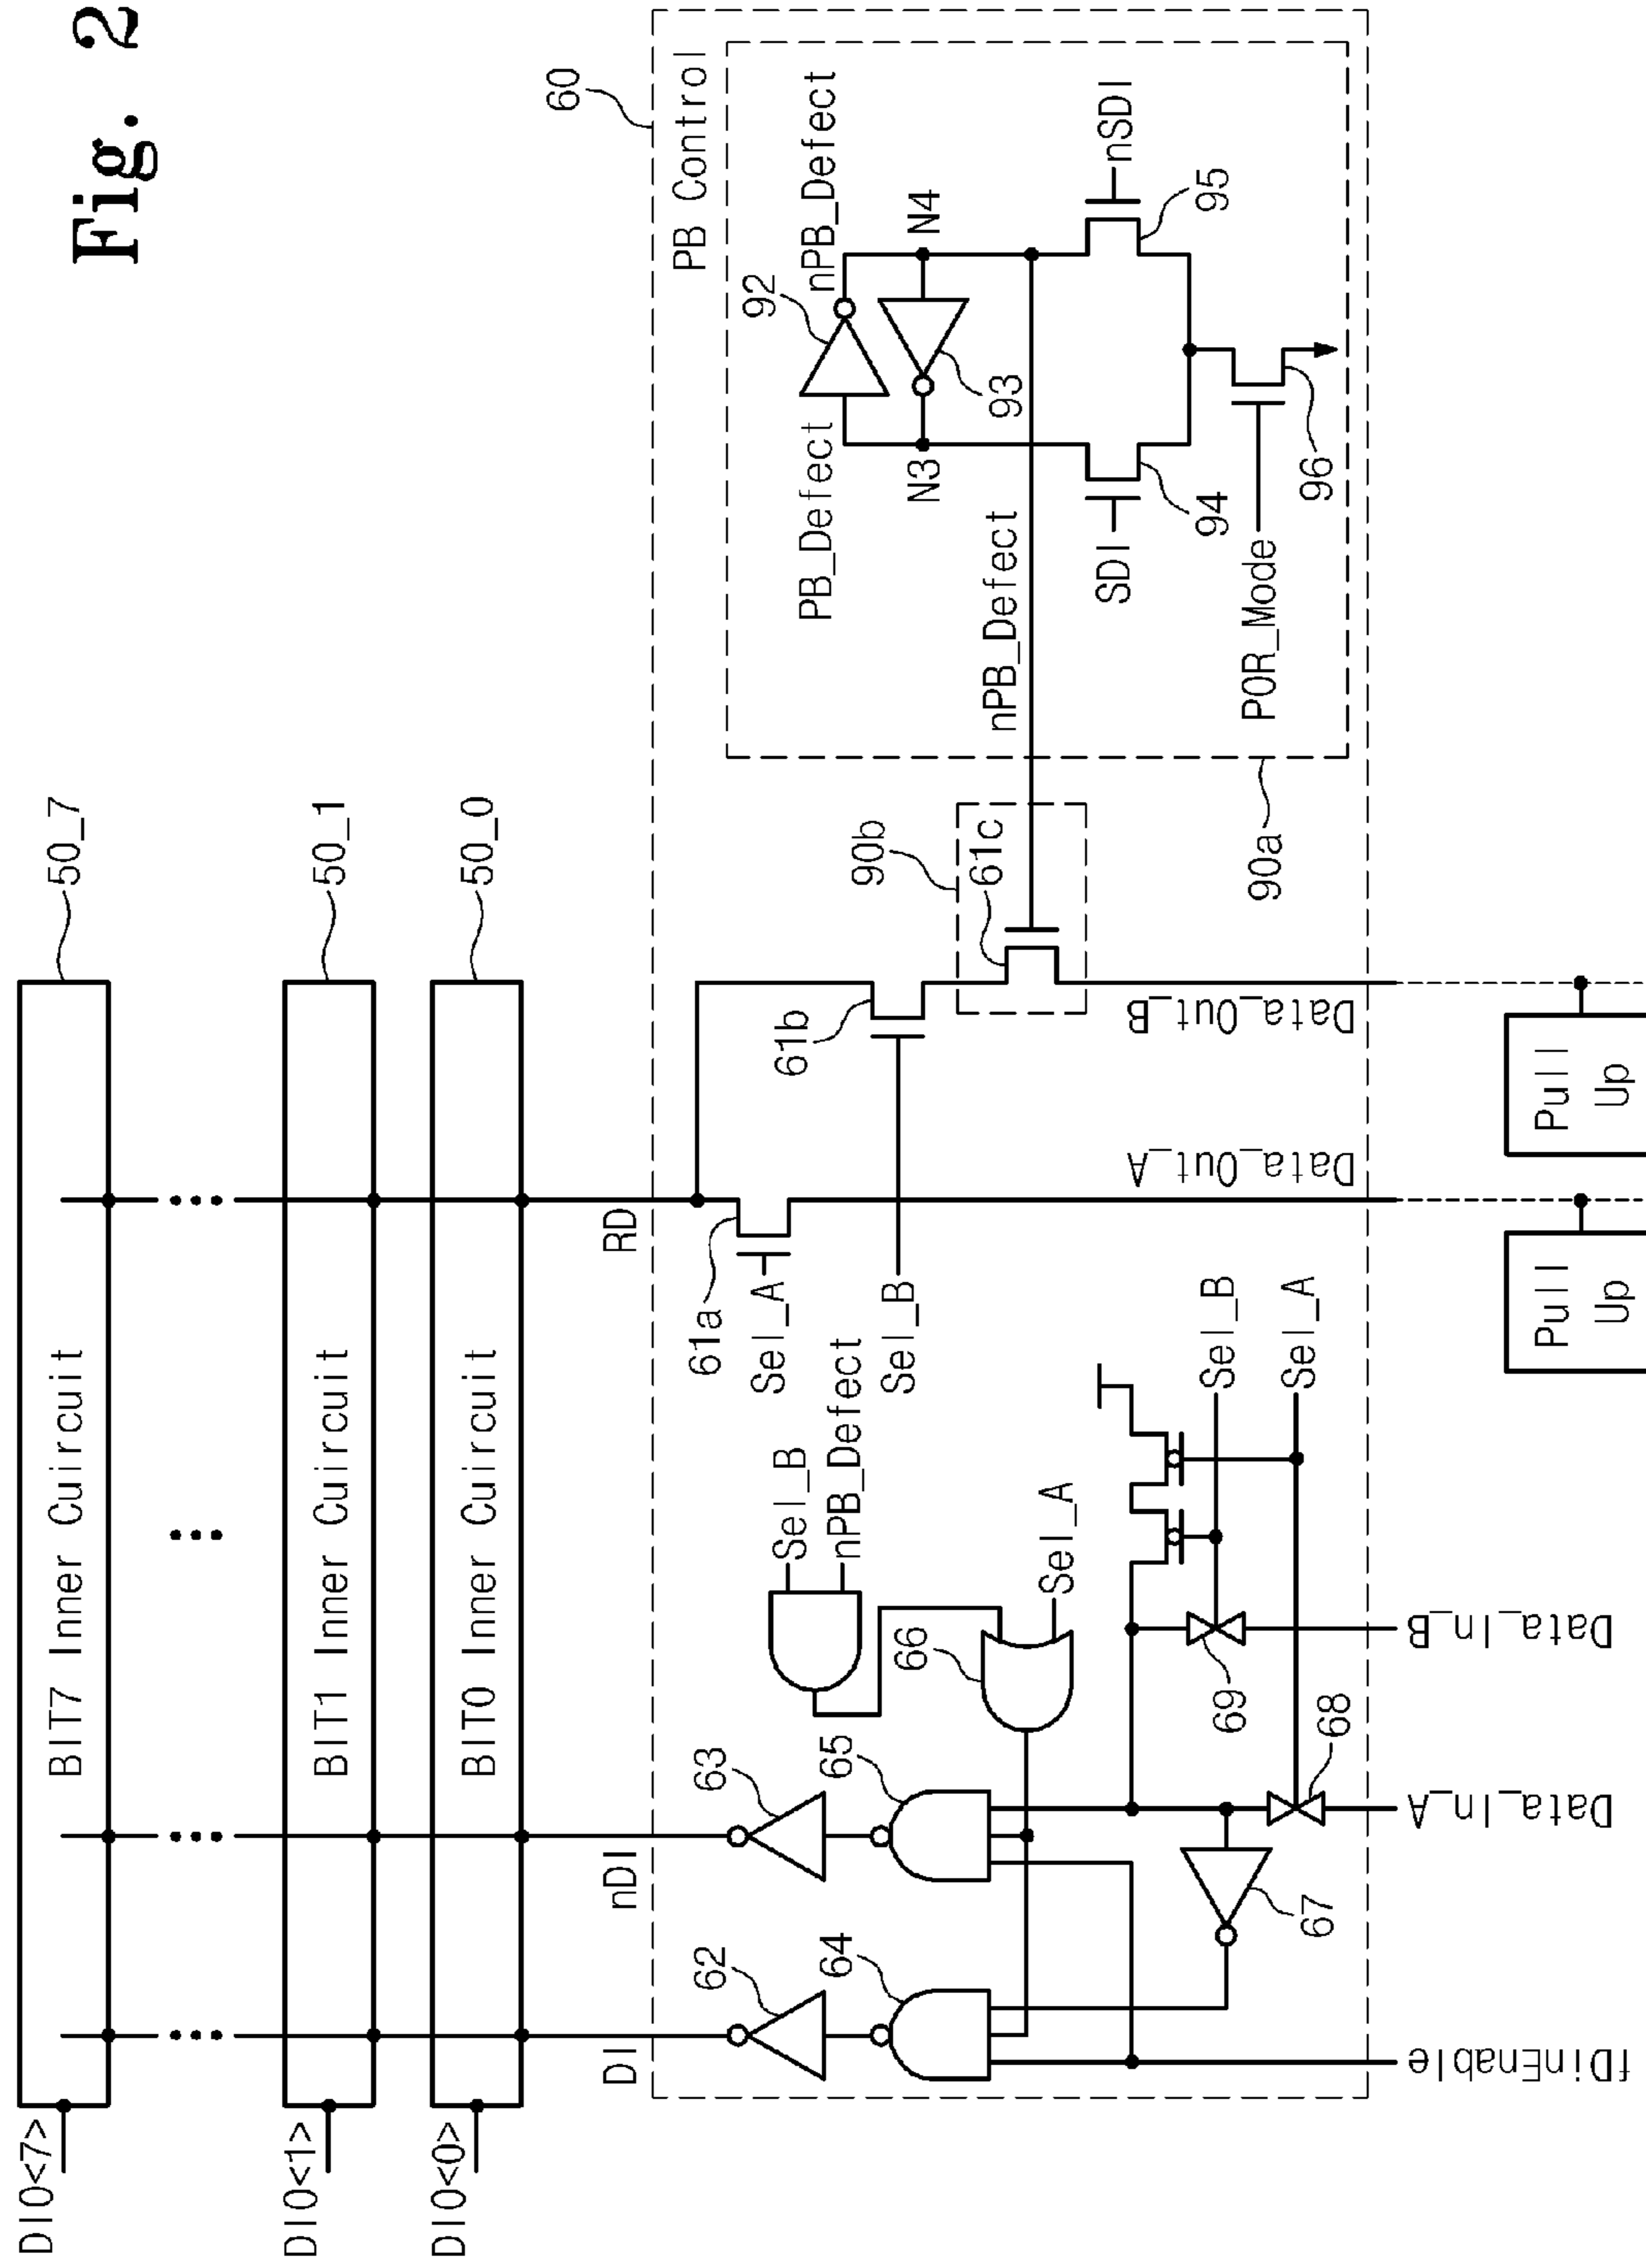 Fig. 2
DIO<7>
BIT7 Inner Cuircuit
50_7
DIO<1>
BIT1 Inner Cuircuit
50_1
DIO<0>
BIT0 Inner Cuircuit
50_0
DI
nDI
RD
60
PB Control
62
63
61a
Sel_A
Sel_B
nPB_Defect
Sel_B
61b
90b
61c
64
65
66
Sel_A
PB_Defect
92
nPB_Defect
N3
N4
93
nPB_Defect
SDI
94
nSDI
95
POR_Mode
96
90a
67
68
69
Sel_B
Sel_A
fDinEnable
Data_In_A
Data_In_B
Data_Out_A
Data_Out_B
Pull
Up
Pull
Up